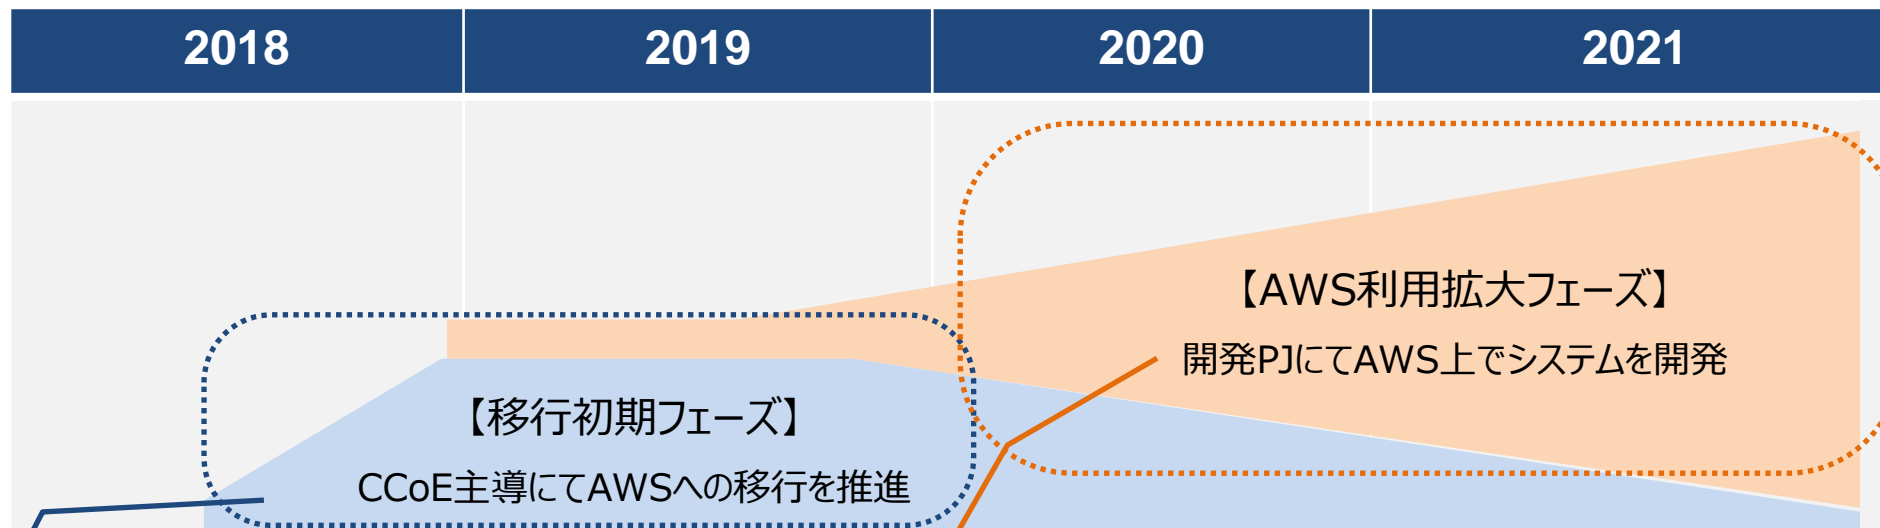 2018 2019 2020 2021
【AWS利用拡大フェーズ】
開発PJにてAWS上でシステムを開発
【移行初期フェーズ】
CCoE主導にてAWSへの移行を推進